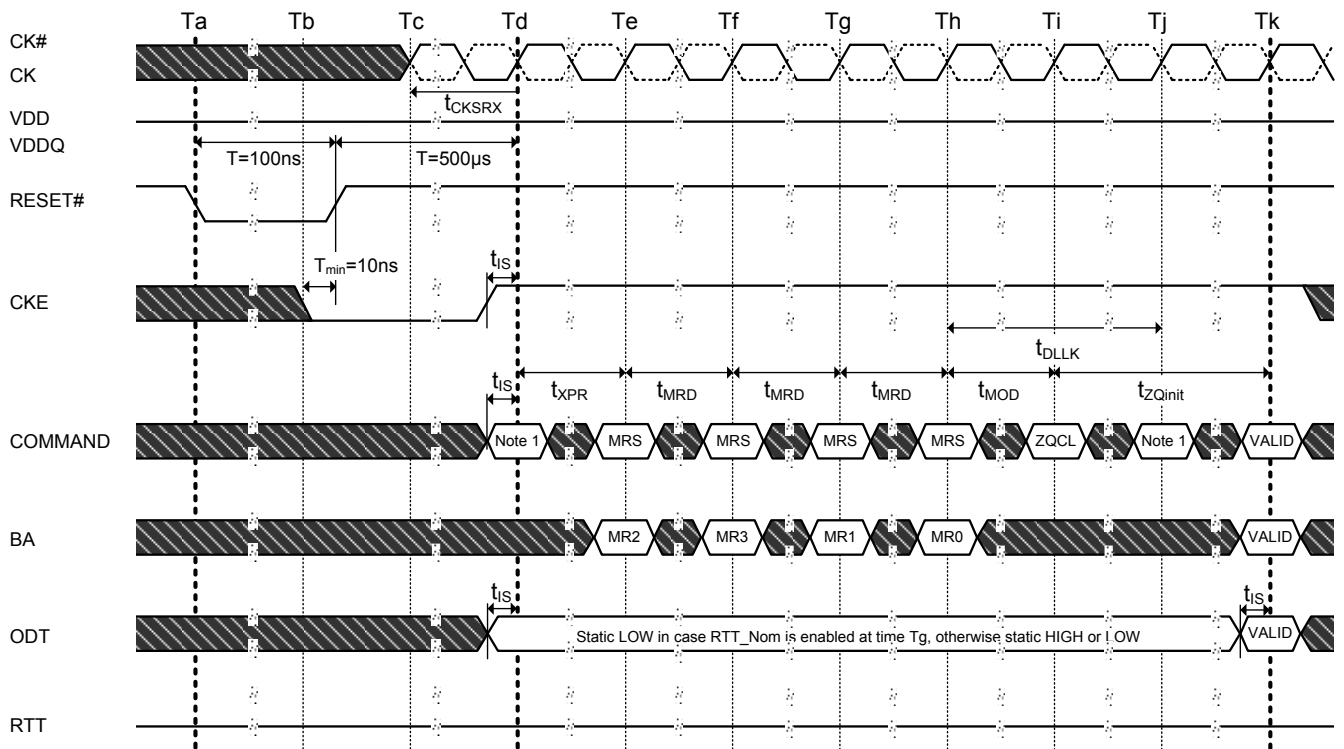 Ta Tb Tc Td Te Tf Tg Th Ti Tj Tk
CK#
CK
tCKSRX
VDD
VDDQ
T=100ns T=500µs
RESET#
Tmin=10ns
tIS
CKE
tDLLK
tIS tXPR tMRD tMRD tMRD tMOD tZQinit
COMMAND Note 1 MRS MRS MRS MRS ZQCL Note 1 VALID
BA MR2 MR3 MR1 MR0 VALID
tIS tIS
ODT Static LOW in case RTT_Nom is enabled at time Tg, otherwise static HIGH or LOW VALID
RTT